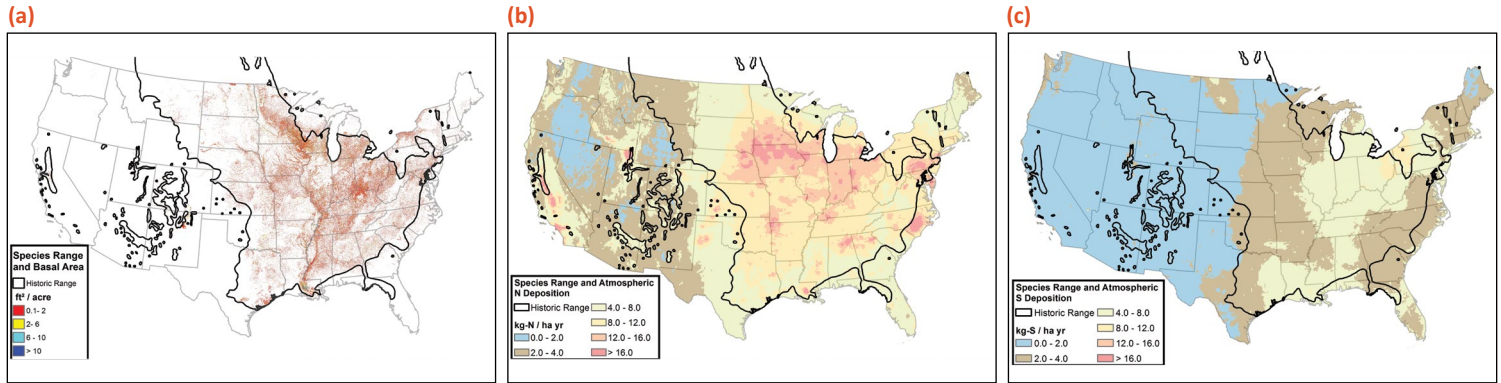 (a)
(b)
(c)
Species Range
and Basal Area
Historic Range
ft² / acre
0.1- 2
2- 6
6 - 10
> 10
Species Range and Atmospheric
N Deposition
Historic Range
kg-N / ha yr
0.0 - 2.0
2.0 - 4.0
4.0 - 8.0
8.0 - 12.0
12.0 - 16.0
> 16.0
Species Range and Atmospheric
S Deposition
Historic Range
kg-S / ha yr
0.0 - 2.0
2.0 - 4.0
4.0 - 8.0
8.0 - 12.0
12.0 - 16.0
> 16.0